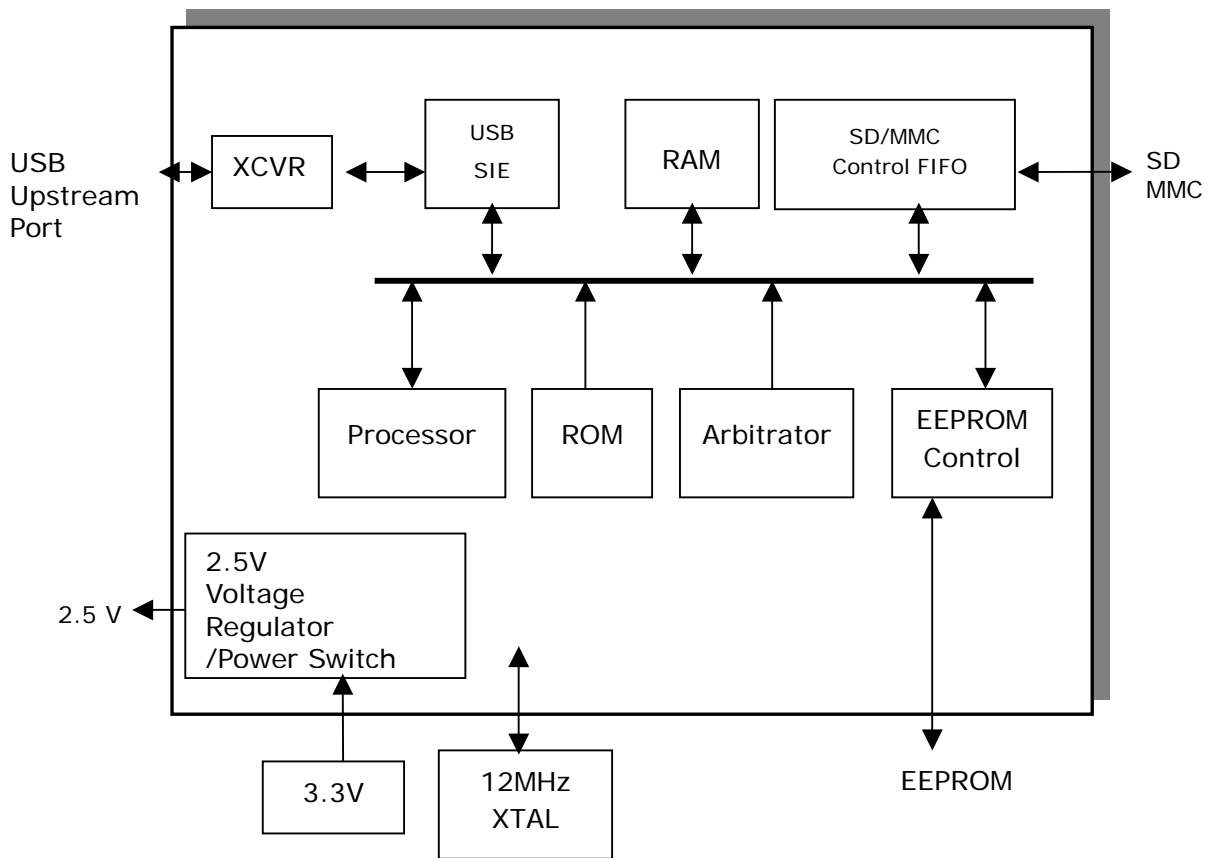 USB
Upstream
Port
XCVR
USB
SIE
RAM
SD/MMC
Control FIFO
SD
MMC
Processor
ROM
Arbitrator
EEPROM
Control
2.5 V
2.5V
Voltage
Regulator
/Power Switch
3.3V
12MHz
XTAL
EEPROM